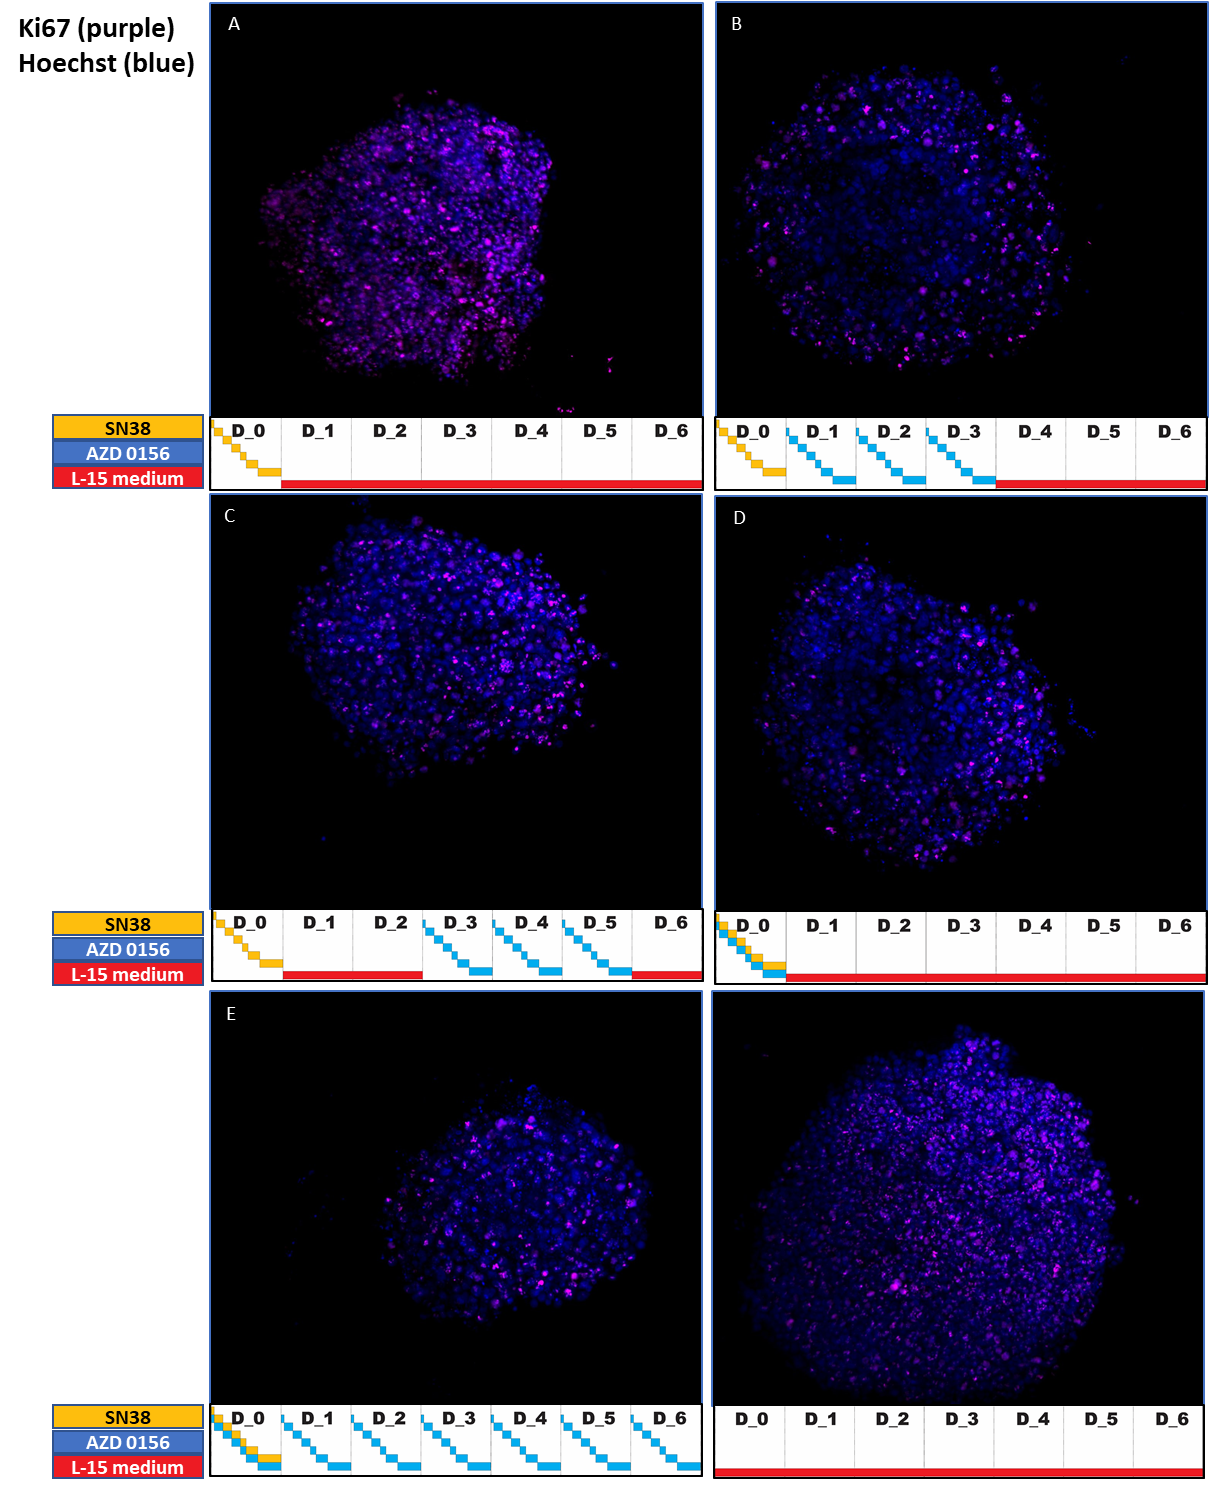 Ki67 (purple)
Hoechst (blue)
A
B
SN38
AZD 0156
L-15 medium
D_0 D_1 D_2 D_3 D_4 D_5 D_6
D_0 D_1 D_2 D_3 D_4 D_5 D_6
C
D
SN38
AZD 0156
L-15 medium
D_0 D_1 D_2 D_3 D_4 D_5 D_6
D_0 D_1 D_2 D_3 D_4 D_5 D_6
E
SN38
AZD 0156
L-15 medium
D_0 D_1 D_2 D_3 D_4 D_5 D_6
D_0 D_1 D_2 D_3 D_4 D_5 D_6